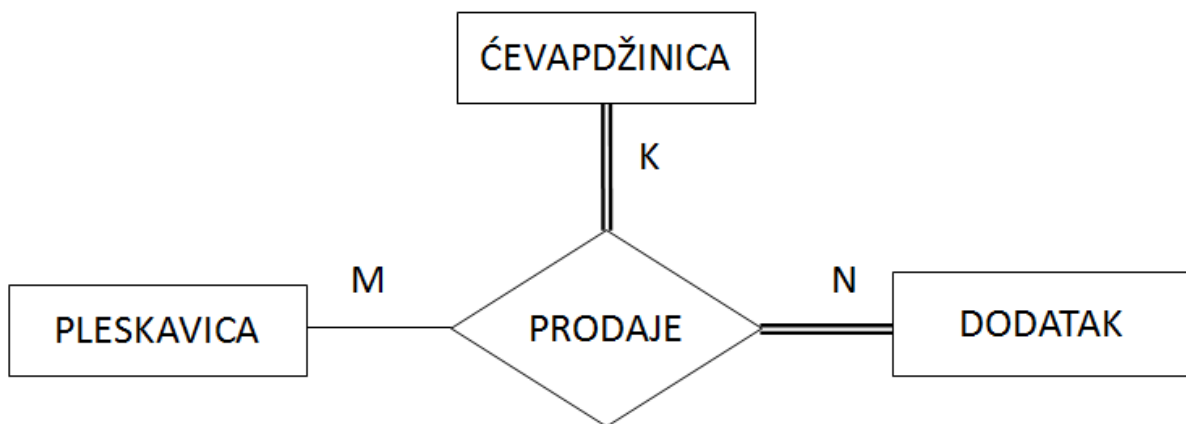 ĆEVAPDŽINICA
K
M
N
PLESKAVICA
PRODAJE
DODATAK